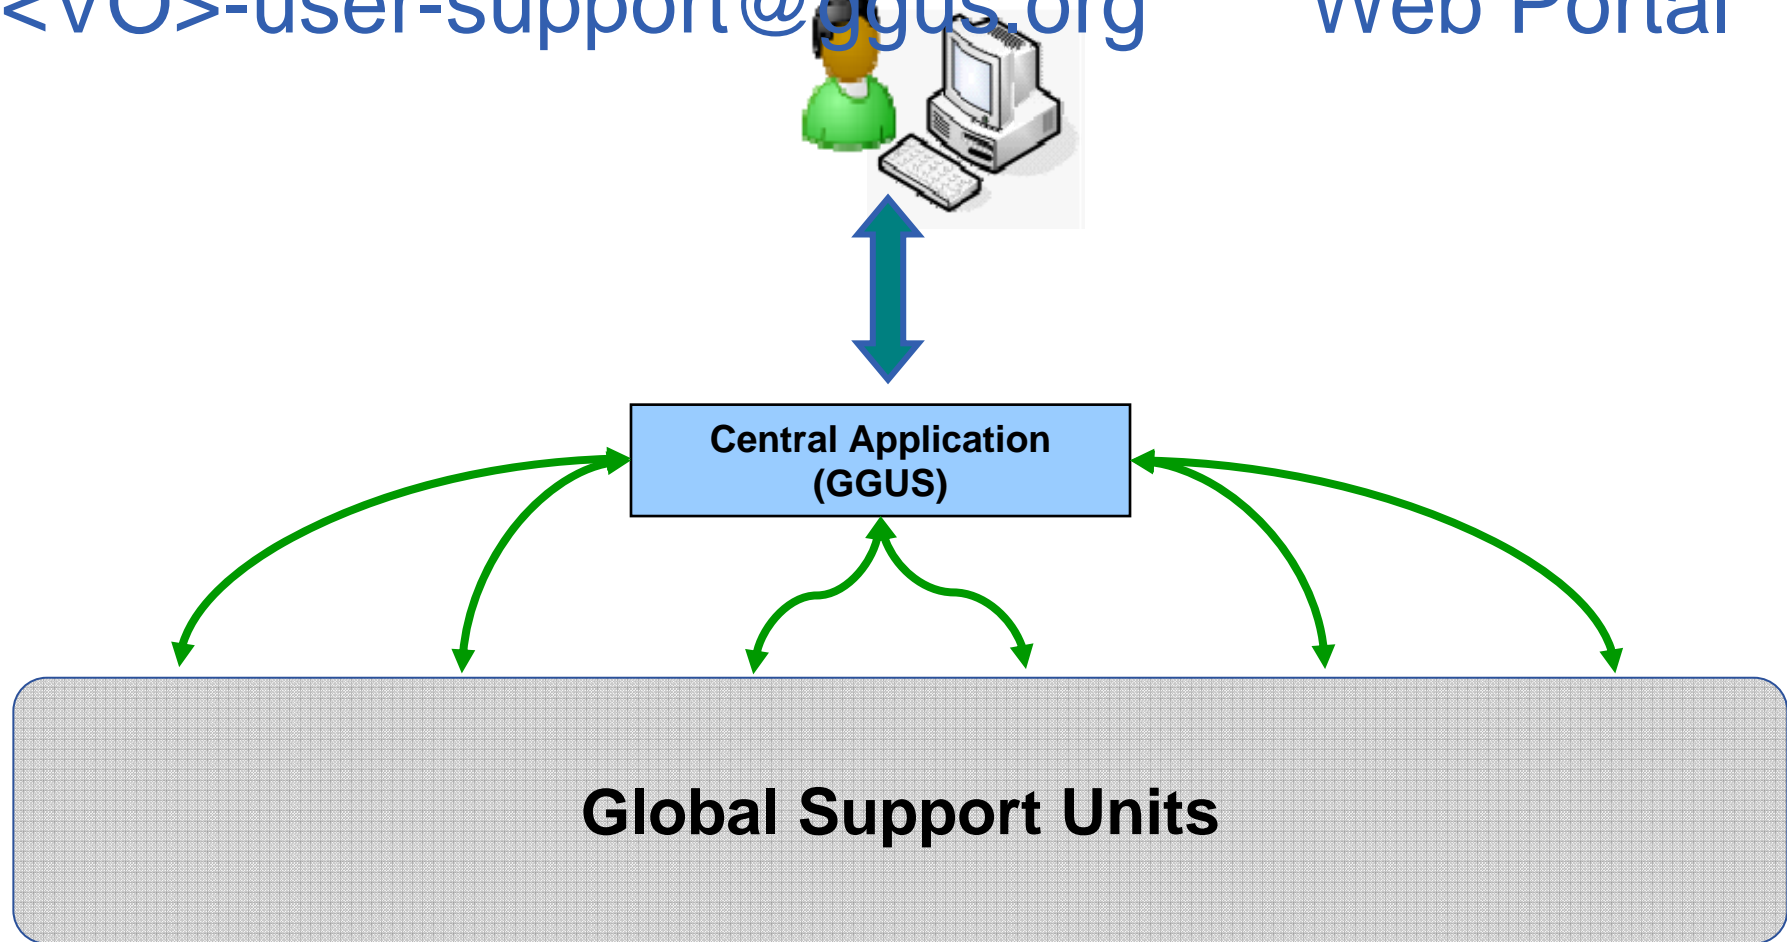 <VO>-user-support@ggus.org Web Portal
Central Application
(GGUS)
Global Support Units